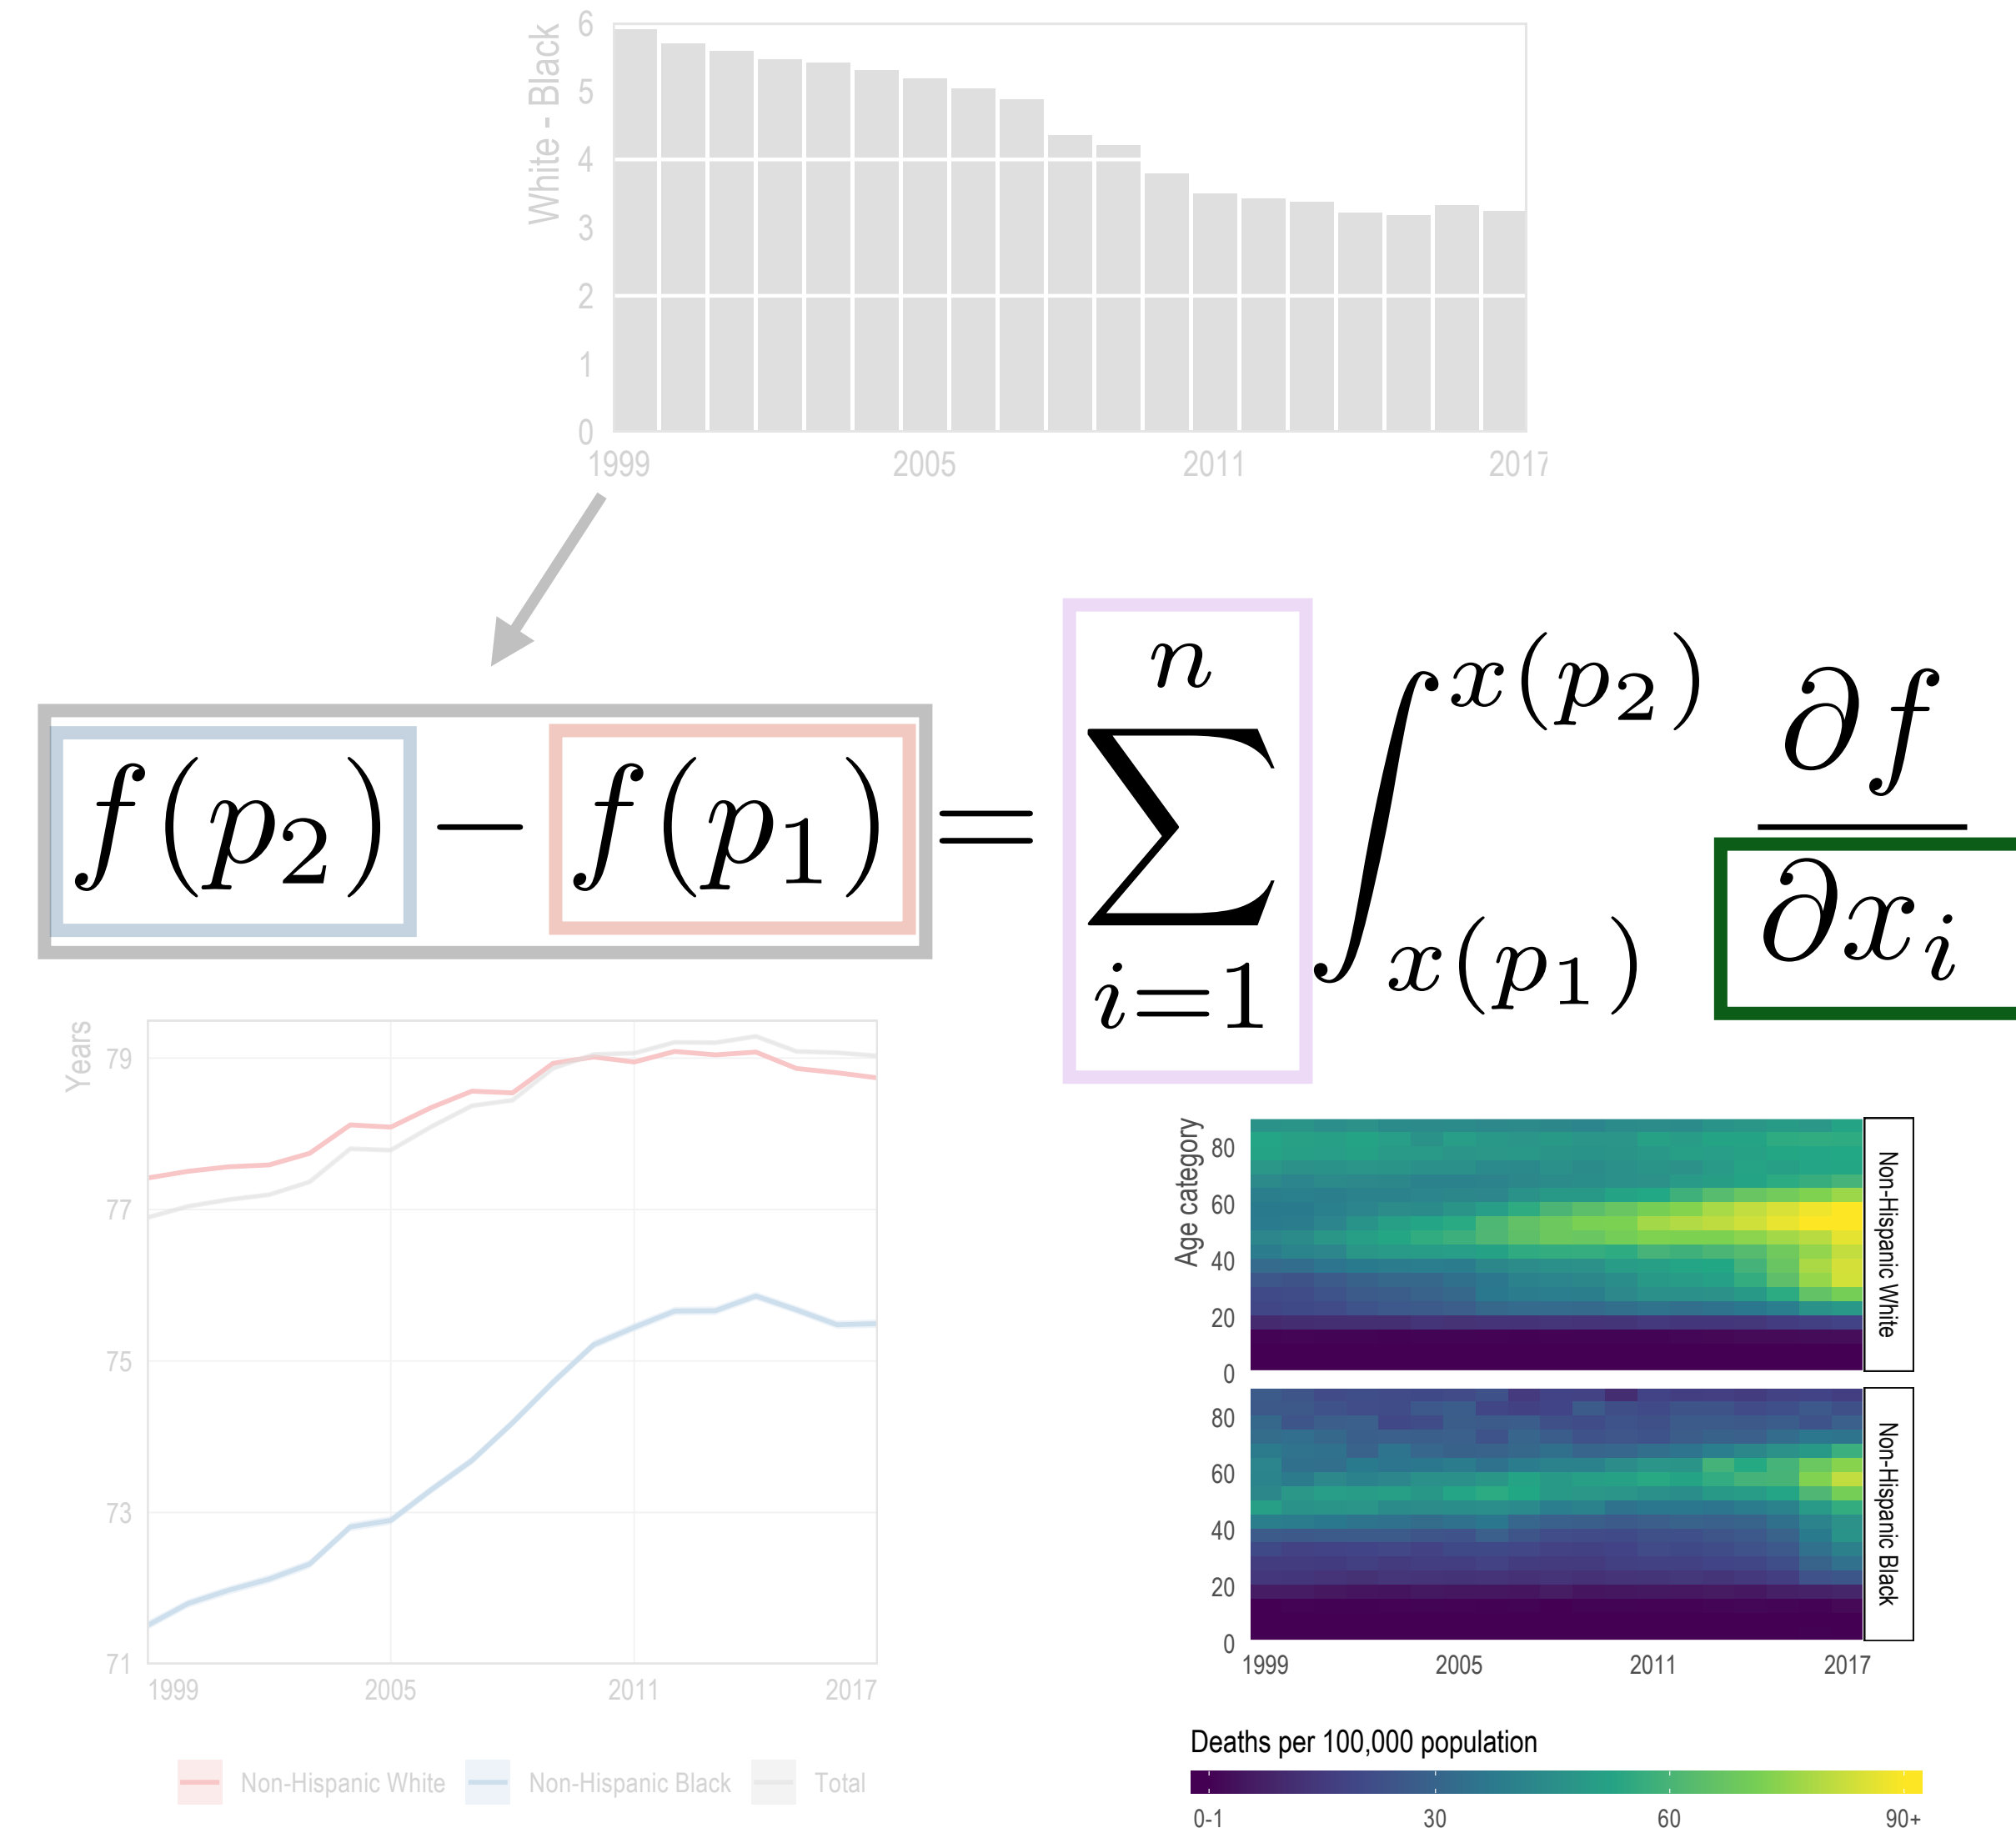 White - Black
6
5
4
3
2
1
0
1999 2005 2011 2017
f(p₂) − f(p₁) = ∑ᵢ₌₁ⁿ ∫ₓ₍ₚ₁₎ˣ⁽ᵖ²⁾ ∂f/∂xᵢ
Years
79
77
75
73
71
1999 2005 2011 2017
Non-Hispanic White Non-Hispanic Black Total
Age category
80
60
40
20
0
Non-Hispanic White
80
60
40
20
0
Non-Hispanic Black
1999 2005 2011 2017
Deaths per 100,000 population
0-1 30 60 90+